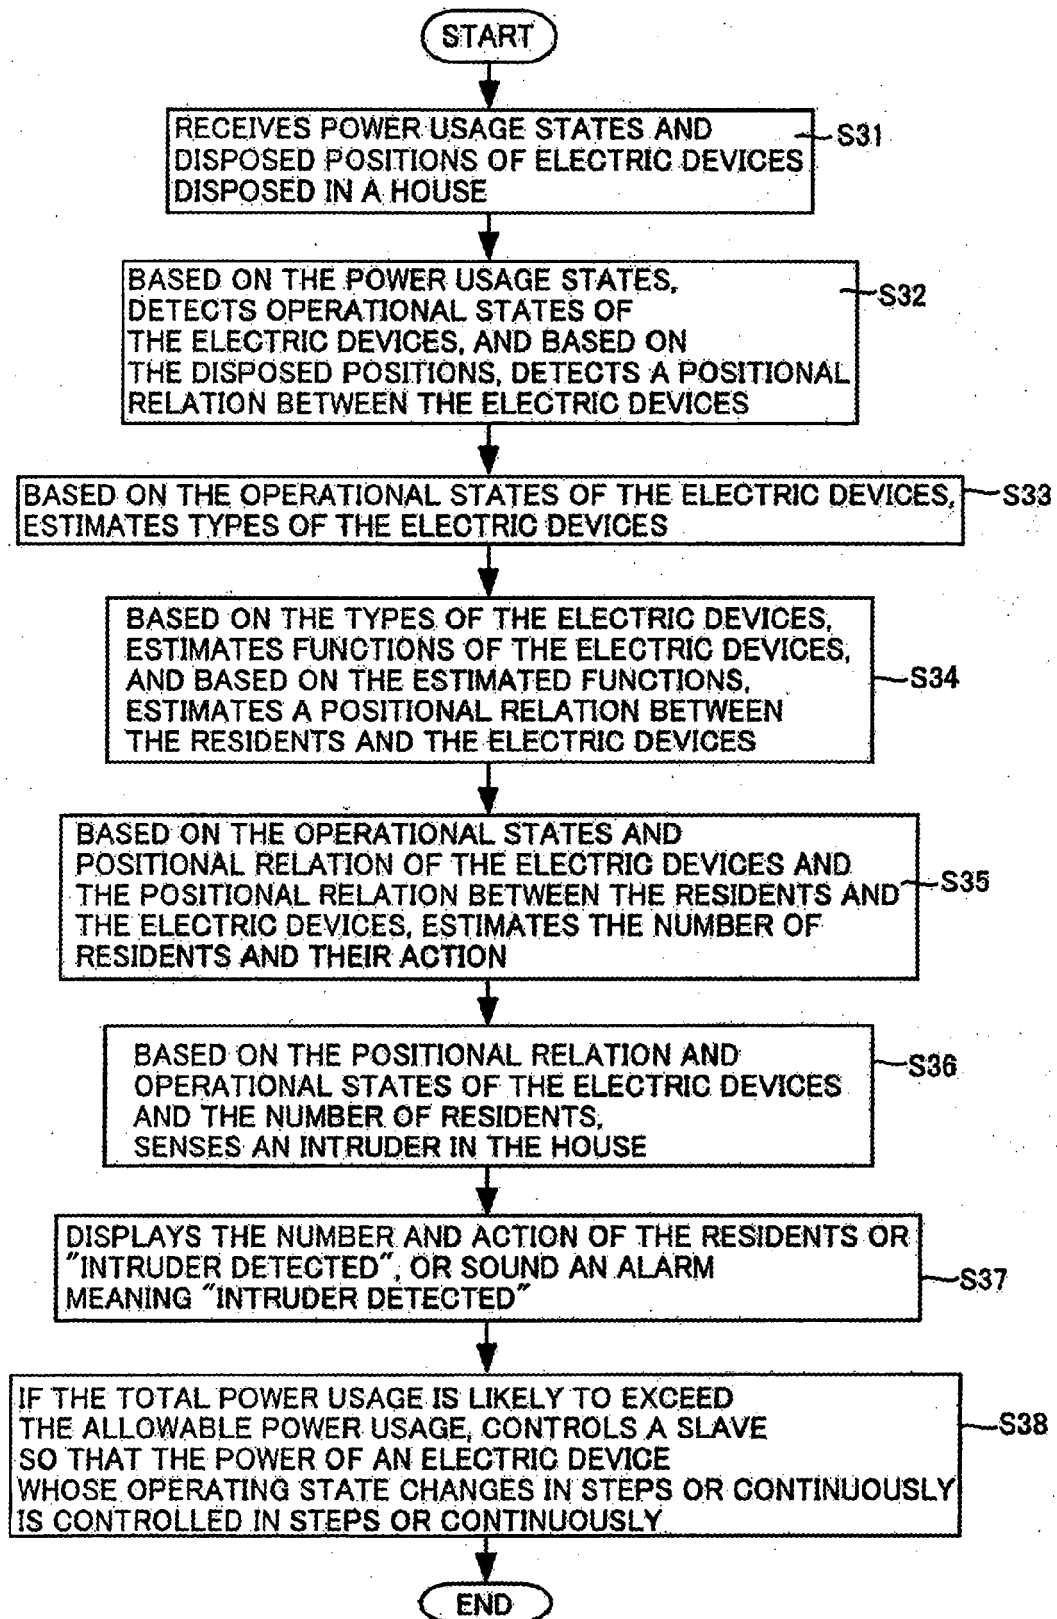 START
RECEIVES POWER USAGE STATES AND
DISPOSED POSITIONS OF ELECTRIC DEVICES
DISPOSED IN A HOUSE
S31
BASED ON THE POWER USAGE STATES,
DETECTS OPERATIONAL STATES OF
THE ELECTRIC DEVICES, AND BASED ON
THE DISPOSED POSITIONS, DETECTS A POSITIONAL
RELATION BETWEEN THE ELECTRIC DEVICES
S32
BASED ON THE OPERATIONAL STATES OF THE ELECTRIC DEVICES,
ESTIMATES TYPES OF THE ELECTRIC DEVICES
S33
BASED ON THE TYPES OF THE ELECTRIC DEVICES,
ESTIMATES FUNCTIONS OF THE ELECTRIC DEVICES,
AND BASED ON THE ESTIMATED FUNCTIONS,
ESTIMATES A POSITIONAL RELATION BETWEEN
THE RESIDENTS AND THE ELECTRIC DEVICES
S34
BASED ON THE OPERATIONAL STATES AND
POSITIONAL RELATION OF THE ELECTRIC DEVICES AND
THE POSITIONAL RELATION BETWEEN THE RESIDENTS AND
THE ELECTRIC DEVICES, ESTIMATES THE NUMBER OF
RESIDENTS AND THEIR ACTION
S35
BASED ON THE POSITIONAL RELATION AND
OPERATIONAL STATES OF THE ELECTRIC DEVICES
AND THE NUMBER OF RESIDENTS,
SENSES AN INTRUDER IN THE HOUSE
S36
DISPLAYS THE NUMBER AND ACTION OF THE RESIDENTS OR
"INTRUDER DETECTED", OR SOUND AN ALARM
MEANING "INTRUDER DETECTED"
S37
IF THE TOTAL POWER USAGE IS LIKELY TO EXCEED
THE ALLOWABLE POWER USAGE, CONTROLS A SLAVE
SO THAT THE POWER OF AN ELECTRIC DEVICE
WHOSE OPERATING STATE CHANGES IN STEPS OR CONTINUOUSLY
IS CONTROLLED IN STEPS OR CONTINUOUSLY
S38
END